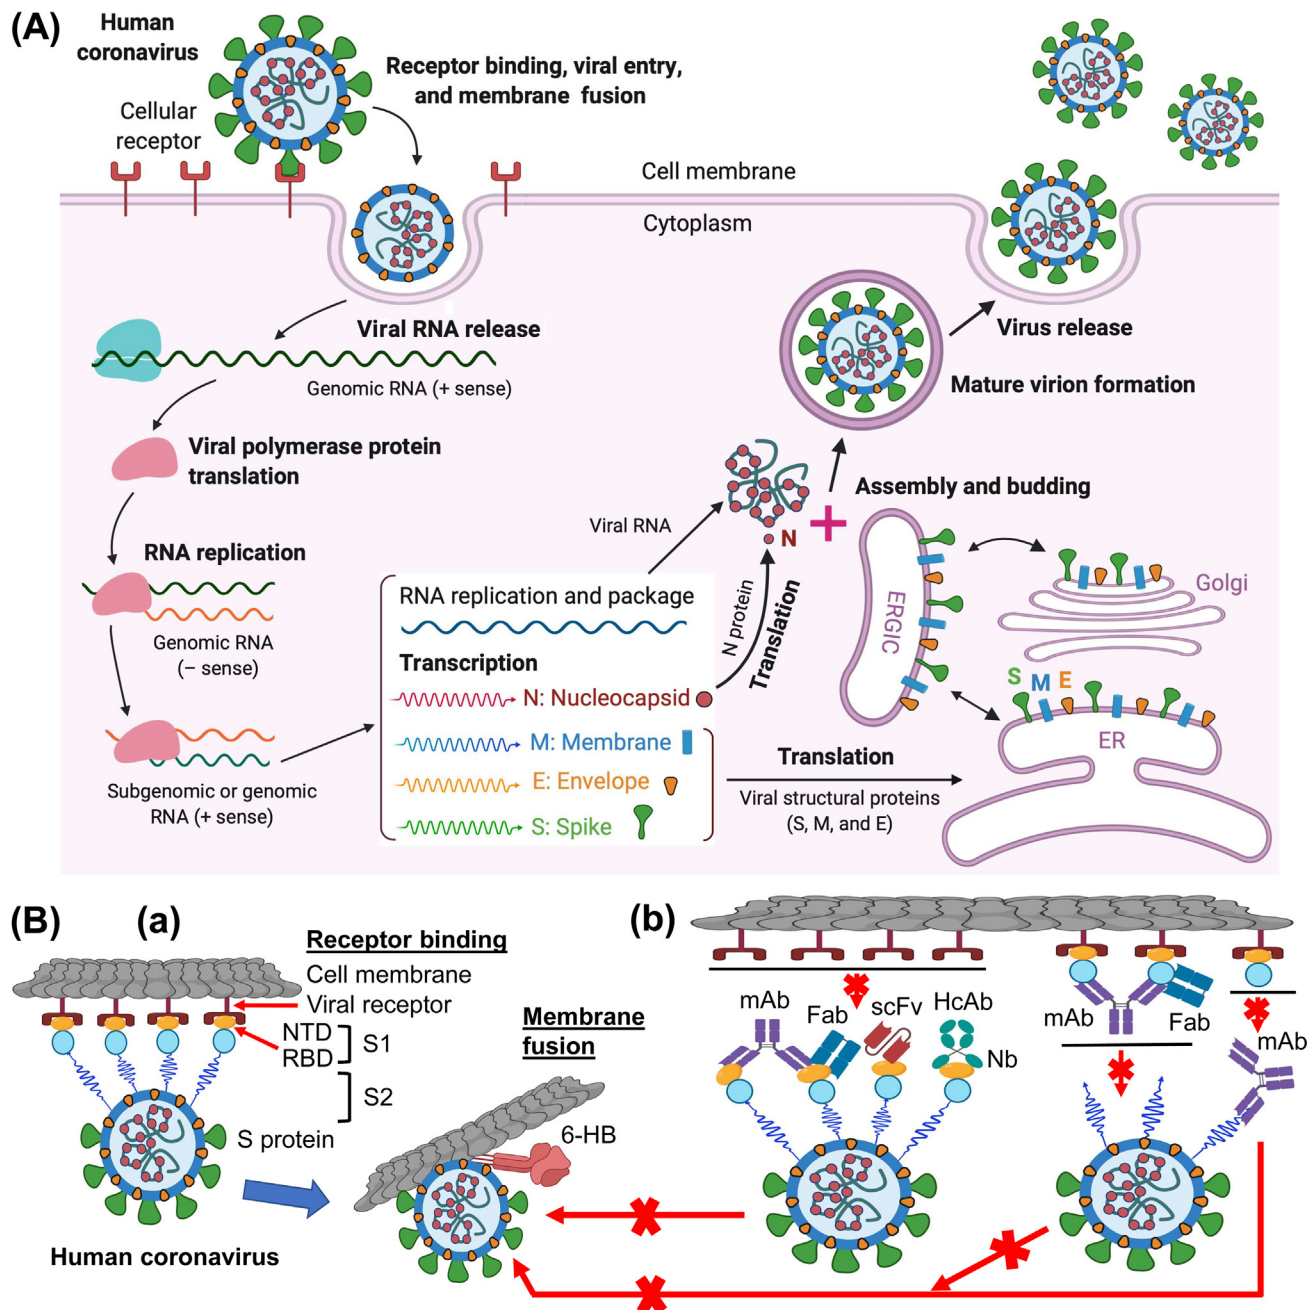 (A)
Human
coronavirus
Receptor binding, viral entry,
and membrane fusion
Cellular
receptor
Cell membrane
Cytoplasm
Viral RNA release
Genomic RNA (+ sense)
Virus release
Mature virion formation
Viral polymerase protein
translation
Assembly and budding
Viral RNA
N
+
RNA replication
Genomic RNA
(− sense)
Subgenomic or genomic
RNA (+ sense)
RNA replication and package
Transcription
N: Nucleocapsid
M: Membrane
E: Envelope
S: Spike
N protein
Translation
ERGIC
Golgi
S M E
ER
Translation
Viral structural proteins
(S, M, and E)
(B)
(a)
Receptor binding
Cell membrane
Viral receptor
NTD
RBD
S1
S2
S protein
Membrane
fusion
6-HB
Human coronavirus
(b)
mAb
Fab
scFv
HcAb
Nb
mAb
Fab
mAb